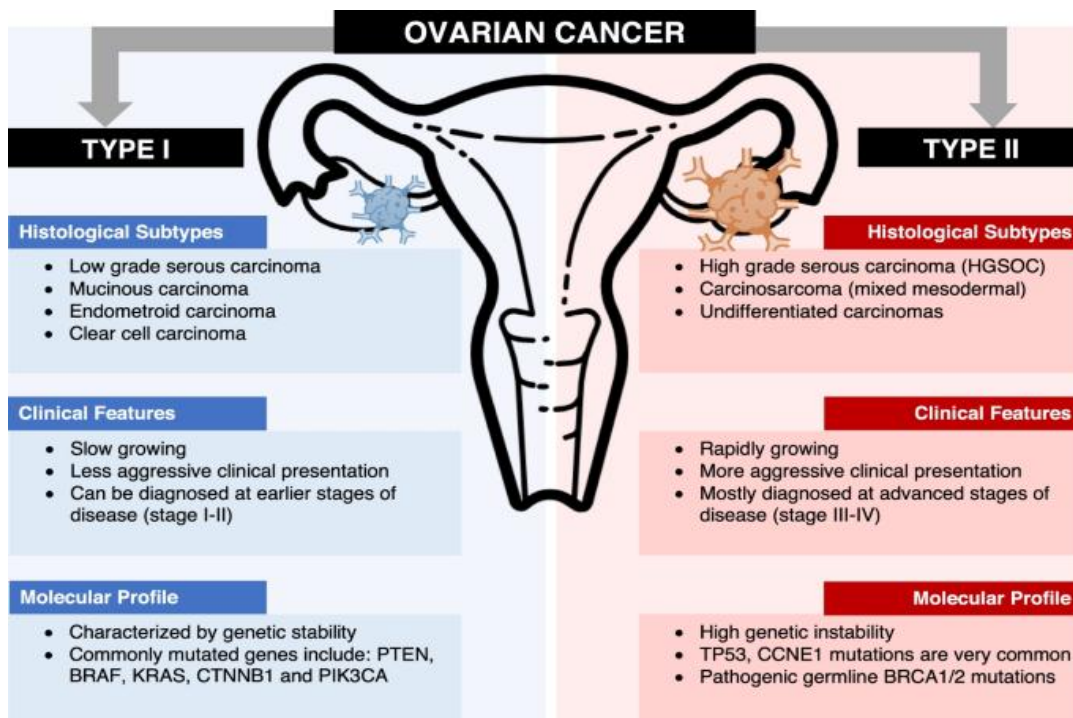 OVARIAN CANCER
TYPE I
Histological Subtypes
• Low grade serous carcinoma
• Mucinous carcinoma
• Endometroid carcinoma
• Clear cell carcinoma
Clinical Features
• Slow growing
• Less aggressive clinical presentation
• Can be diagnosed at earlier stages of
disease (stage I-II)
Molecular Profile
• Characterized by genetic stability
• Commonly mutated genes include: PTEN,
BRAF, KRAS, CTNNB1 and PIK3CA
TYPE II
Histological Subtypes
• High grade serous carcinoma (HGSOC)
• Carcinosarcoma (mixed mesodermal)
• Undifferentiated carcinomas
Clinical Features
• Rapidly growing
• More aggressive clinical presentation
• Mostly diagnosed at advanced stages of
disease (stage III-IV)
Molecular Profile
• High genetic instability
• TP53, CCNE1 mutations are very common
• Pathogenic germline BRCA1/2 mutations